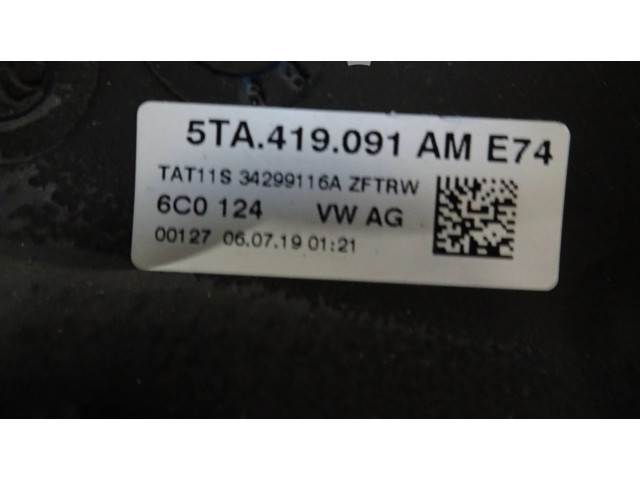 5TA.419.091 AM E74
TAT11S 34299116A ZFTRW
6C0 124 VW AG
00127 06.07.19 01:21